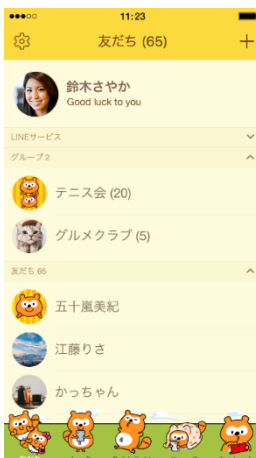 11:23
友だち (65)
鈴木さやか
Good luck to you
LINEサービス
グループ 2
テニス会 (20)
グルメクラブ (5)
友だち 65
五十嵐美紀
江藤りさ
かっちゃん